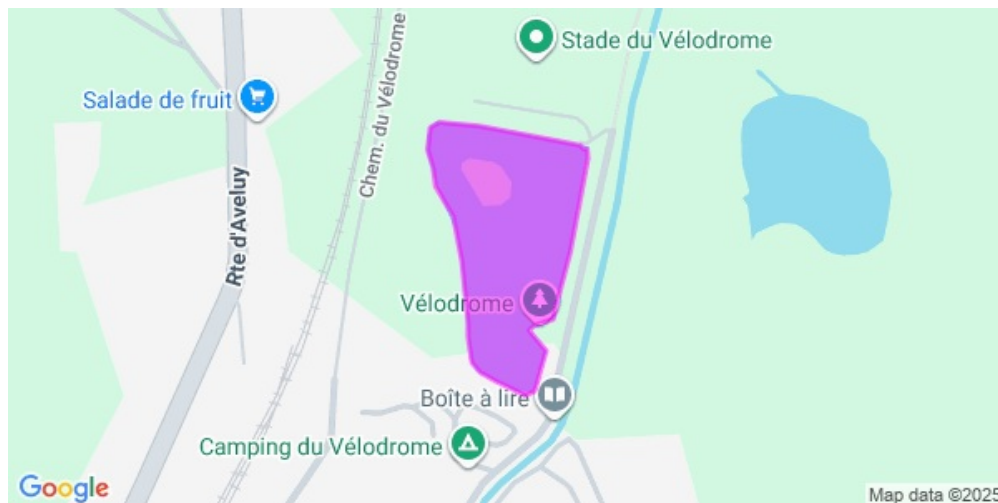 Stade du Vélodrome
Salade de fruit
Chem. du Vélodrome
Rte d'Aveluy
Vélodrome
Boîte à lire
Camping du Vélodrome
Google
Map data ©2025